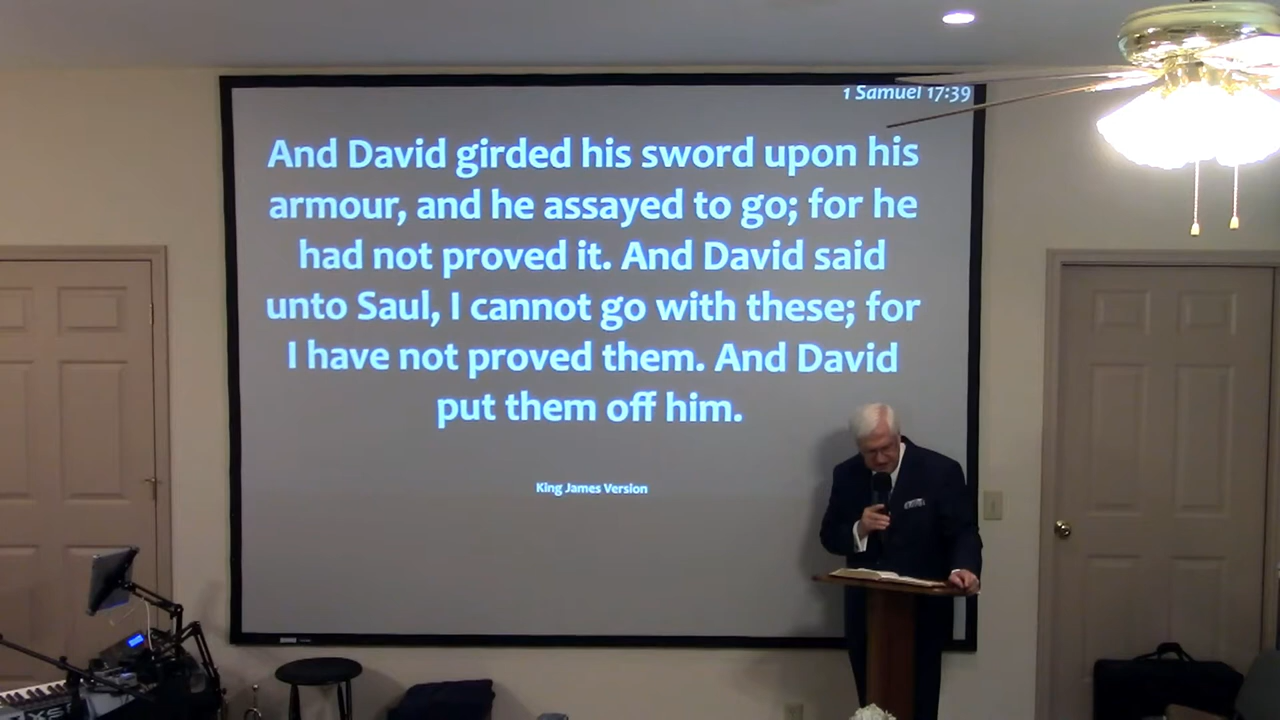 1 Samuel 17:39
And David girded his sword upon his
armour, and he assayed to go; for he
had not proved it. And David said
unto Saul, I cannot go with these; for
I have not proved them. And David
put them off him.
King James Version